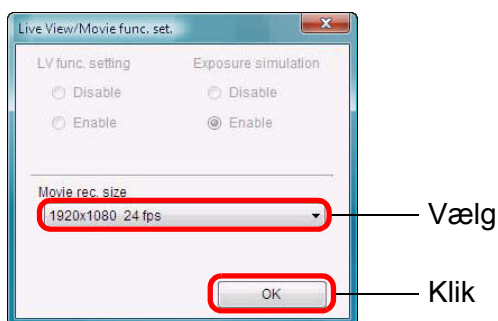 Live View/Movie func. set.
LV func. setting Exposure simulation
Disable Disable
Enable Enable
Movie rec. size
1920x1080 24 fps
Vælg
OK
Klik